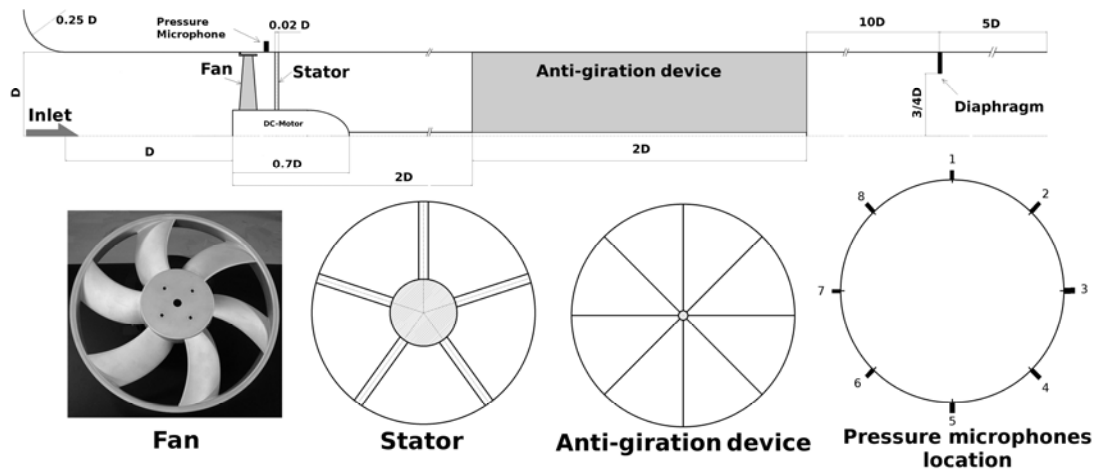 0.25 D
Pressure
Microphone
0.02 D
10D
5D
Fan
Stator
Anti-giration device
D
Inlet
DC-Motor
3/4D
Diaphragm
D
0.7D
2D
2D
1
2
3
4
5
6
7
8
Fan
Stator
Anti-giration device
Pressure microphones
location